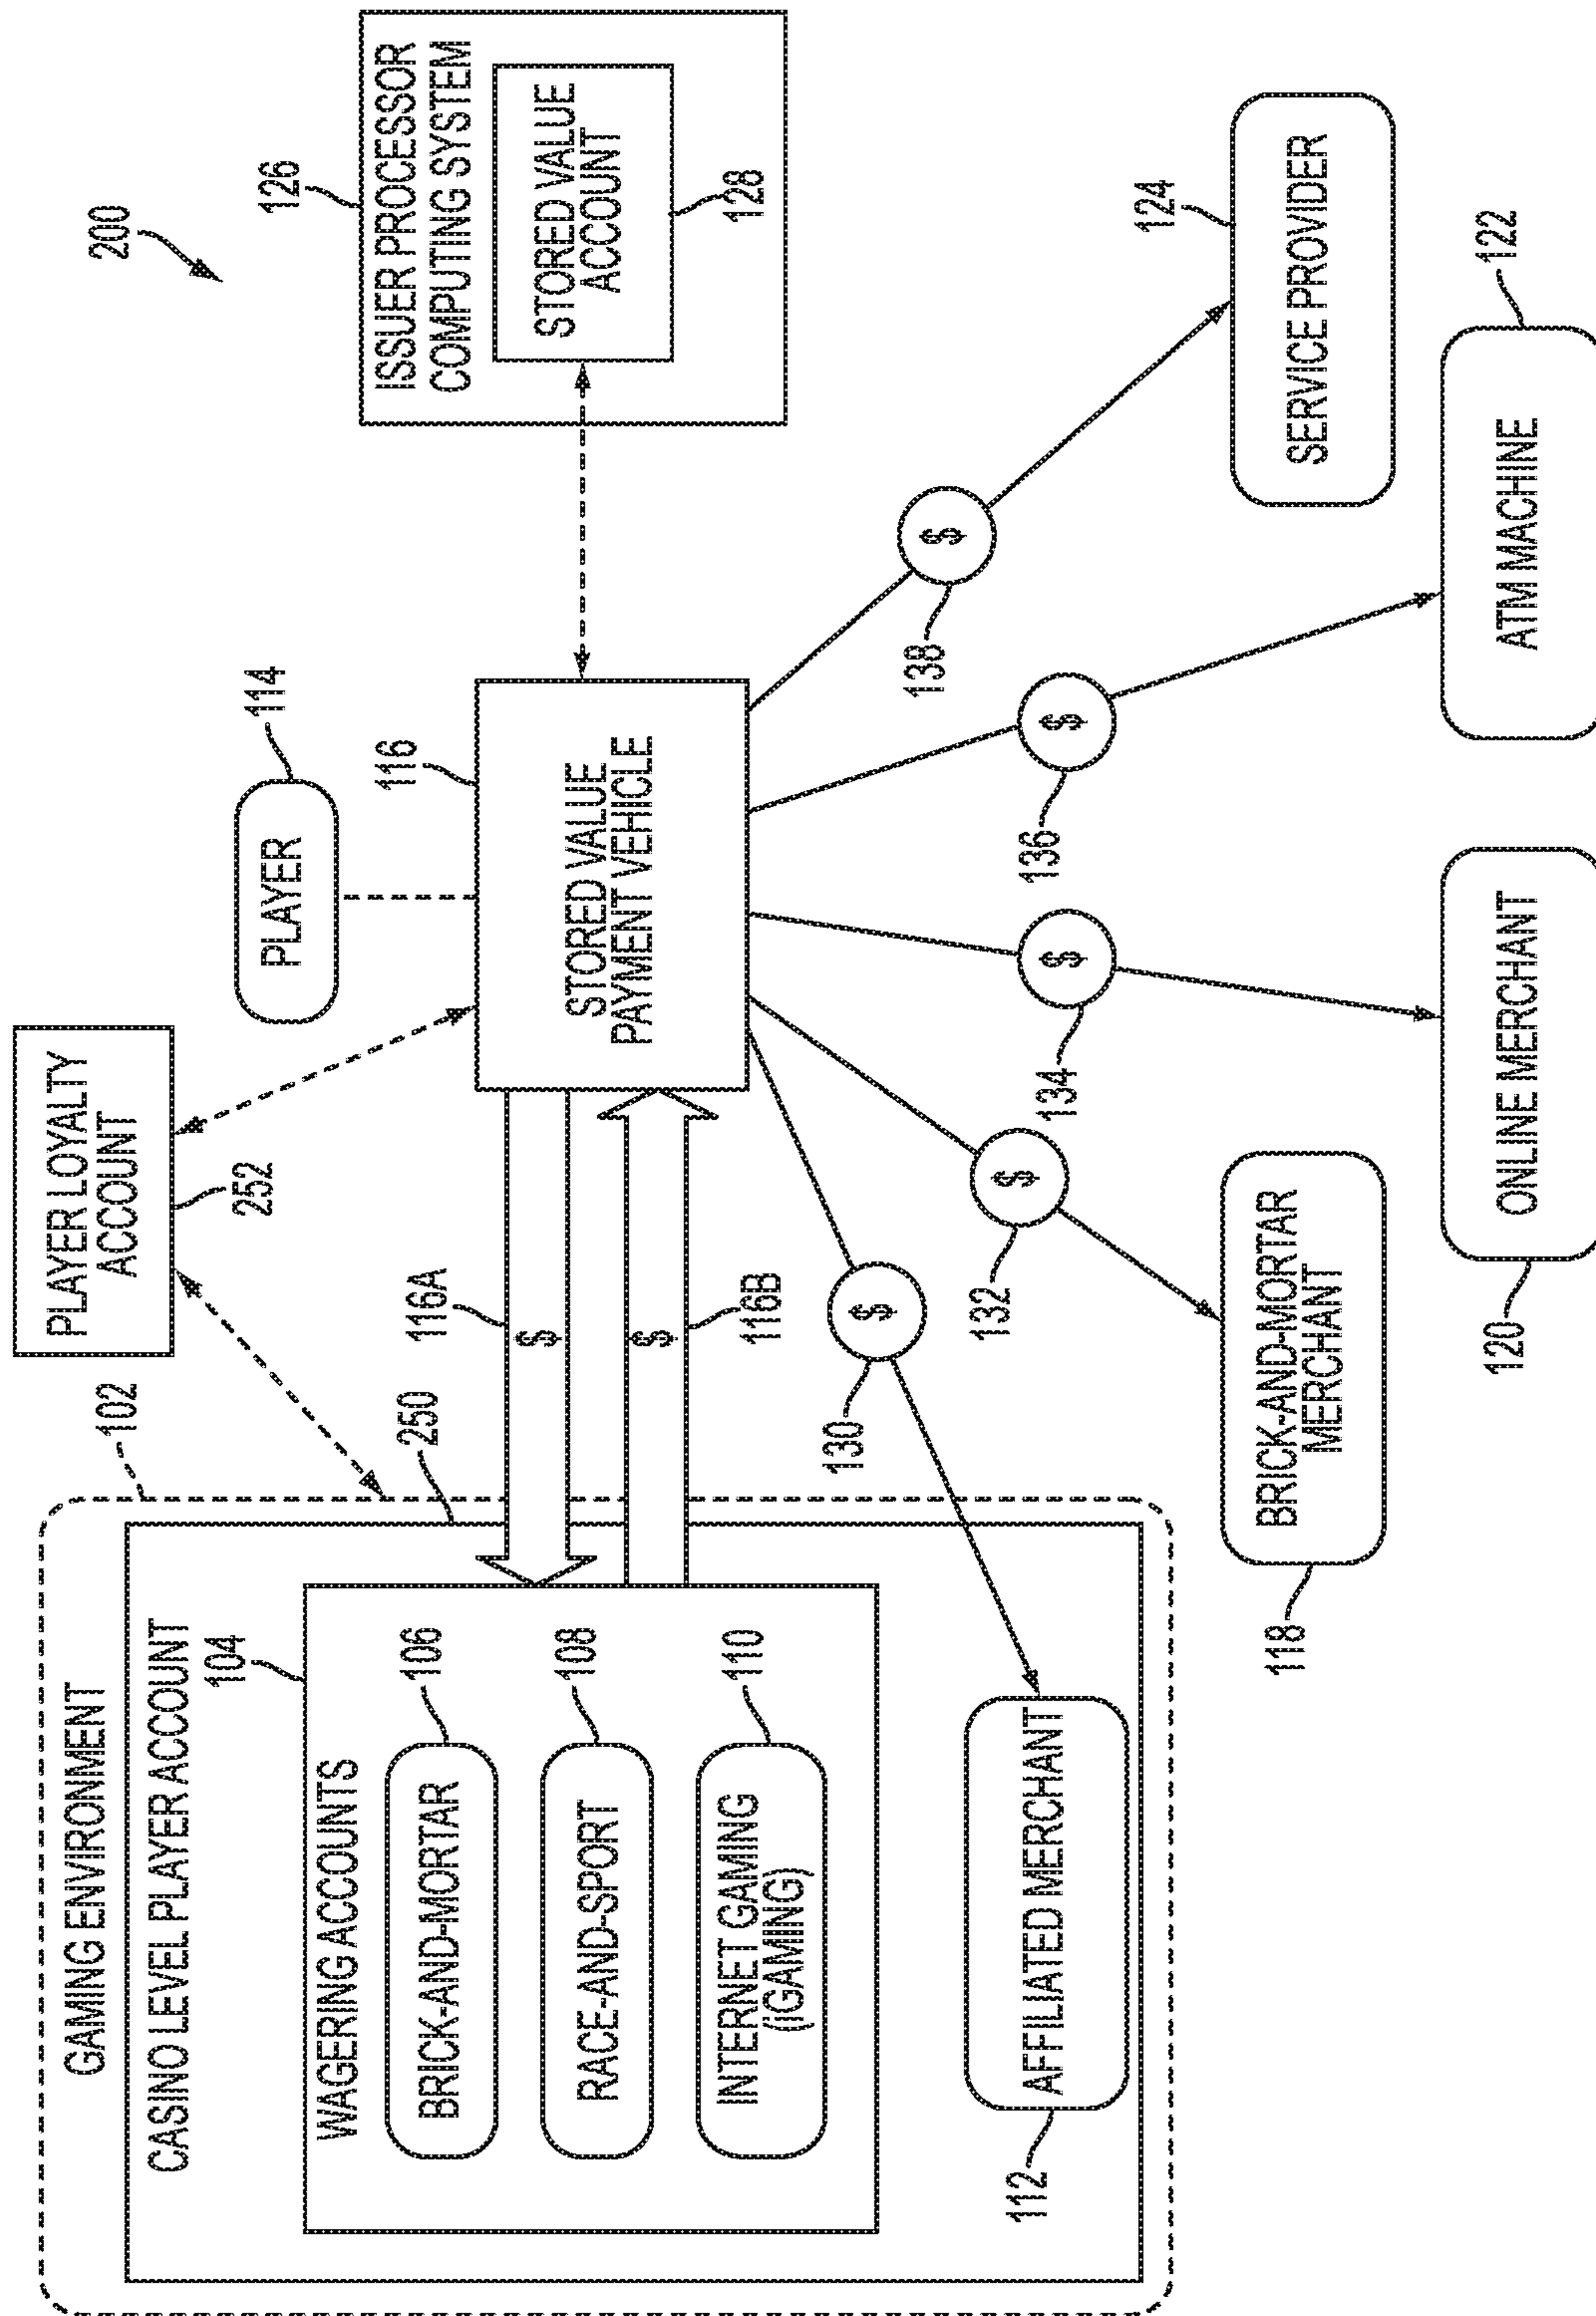 200
GAMING ENVIRONMENT
102
CASINO LEVEL PLAYER ACCOUNT
250
WAGERING ACCOUNTS
104
BRICK-AND-MORTAR
106
RACE-AND-SPORT
108
INTERNET GAMING
(iGAMING)
110
AFFILIATED MERCHANT
112
PLAYER LOYALTY
ACCOUNT
252
PLAYER
114
116A
$
$
116B
STORED VALUE
PAYMENT VEHICLE
116
ISSUER PROCESSOR
COMPUTING SYSTEM
126
STORED VALUE
ACCOUNT
128
$
130
$
132
$
134
$
136
$
138
BRICK-AND-MORTAR
MERCHANT
118
ONLINE MERCHANT
120
ATM MACHINE
122
SERVICE PROVIDER
124